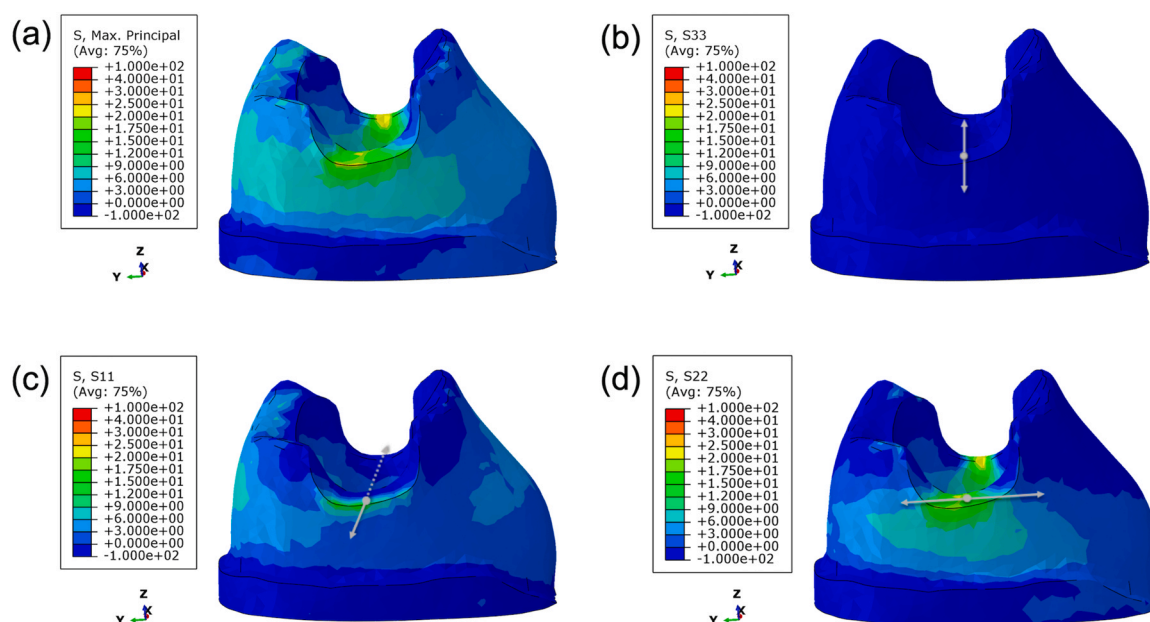 (a)
S, Max. Principal
(Avg: 75%)
+1.000e+02
+4.000e+01
+3.000e+01
+2.500e+01
+2.000e+01
+1.750e+01
+1.500e+01
+1.200e+01
+9.000e+00
+6.000e+00
+3.000e+00
+0.000e+00
-1.000e+02
Z
X
Y
(b)
S, S33
(Avg: 75%)
+1.000e+02
+4.000e+01
+3.000e+01
+2.500e+01
+2.000e+01
+1.750e+01
+1.500e+01
+1.200e+01
+9.000e+00
+6.000e+00
+3.000e+00
+0.000e+00
-1.000e+02
Z
X
Y
(c)
S, S11
(Avg: 75%)
+1.000e+02
+4.000e+01
+3.000e+01
+2.500e+01
+2.000e+01
+1.750e+01
+1.500e+01
+1.200e+01
+9.000e+00
+6.000e+00
+3.000e+00
+0.000e+00
-1.000e+02
Z
X
Y
(d)
S, S22
(Avg: 75%)
+1.000e+02
+4.000e+01
+3.000e+01
+2.500e+01
+2.000e+01
+1.750e+01
+1.500e+01
+1.200e+01
+9.000e+00
+6.000e+00
+3.000e+00
+0.000e+00
-1.000e+02
Z
X
Y